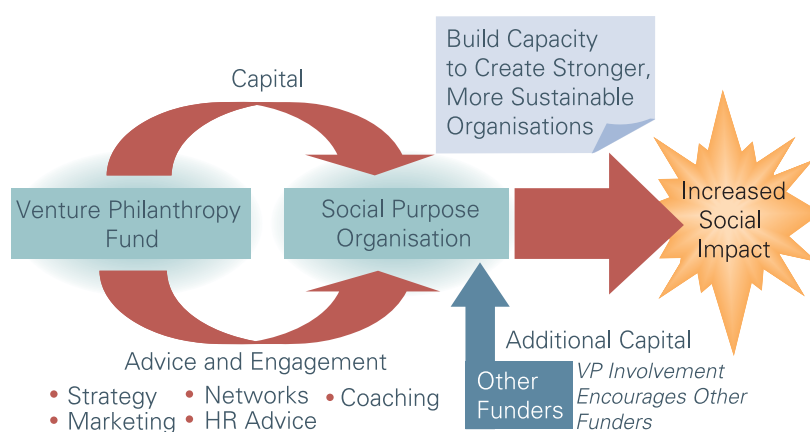 Capital
Build Capacity
to Create Stronger,
More Sustainable
Organisations
Venture Philanthropy
Fund
Social Purpose
Organisation
Increased
Social
Impact
Advice and Engagement
• Strategy
• Networks
• Coaching
• Marketing
• HR Advice
Additional Capital
Other
Funders
VP Involvement
Encourages Other
Funders